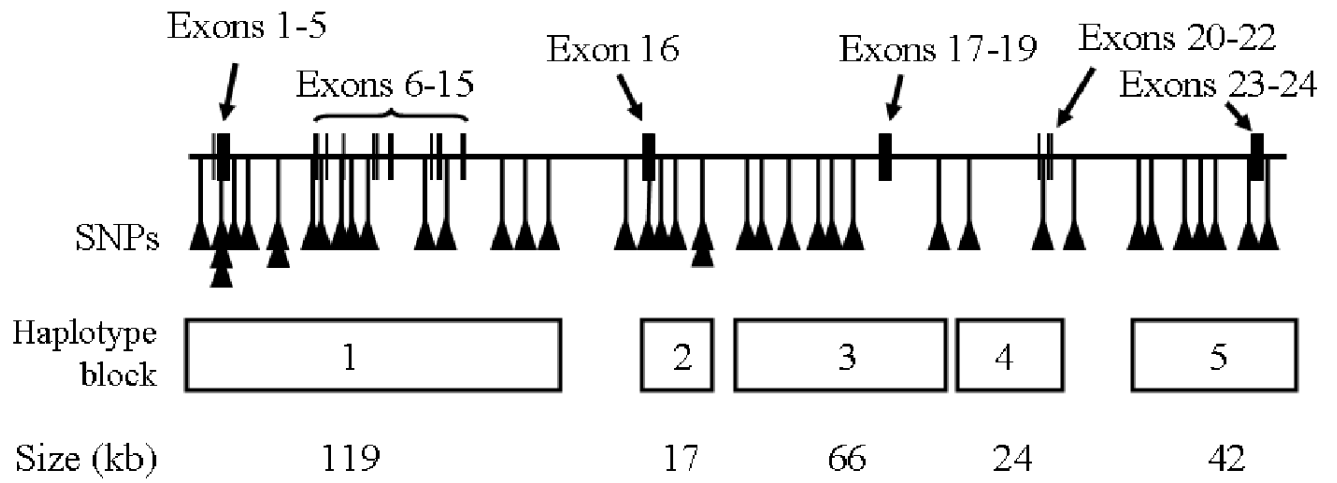 Exons 1-5
Exons 6-15
Exon 16
Exons 17-19
Exons 20-22
Exons 23-24
SNPs
Haplotype
block
1 2 3 4 5
Size (kb) 119 17 66 24 42